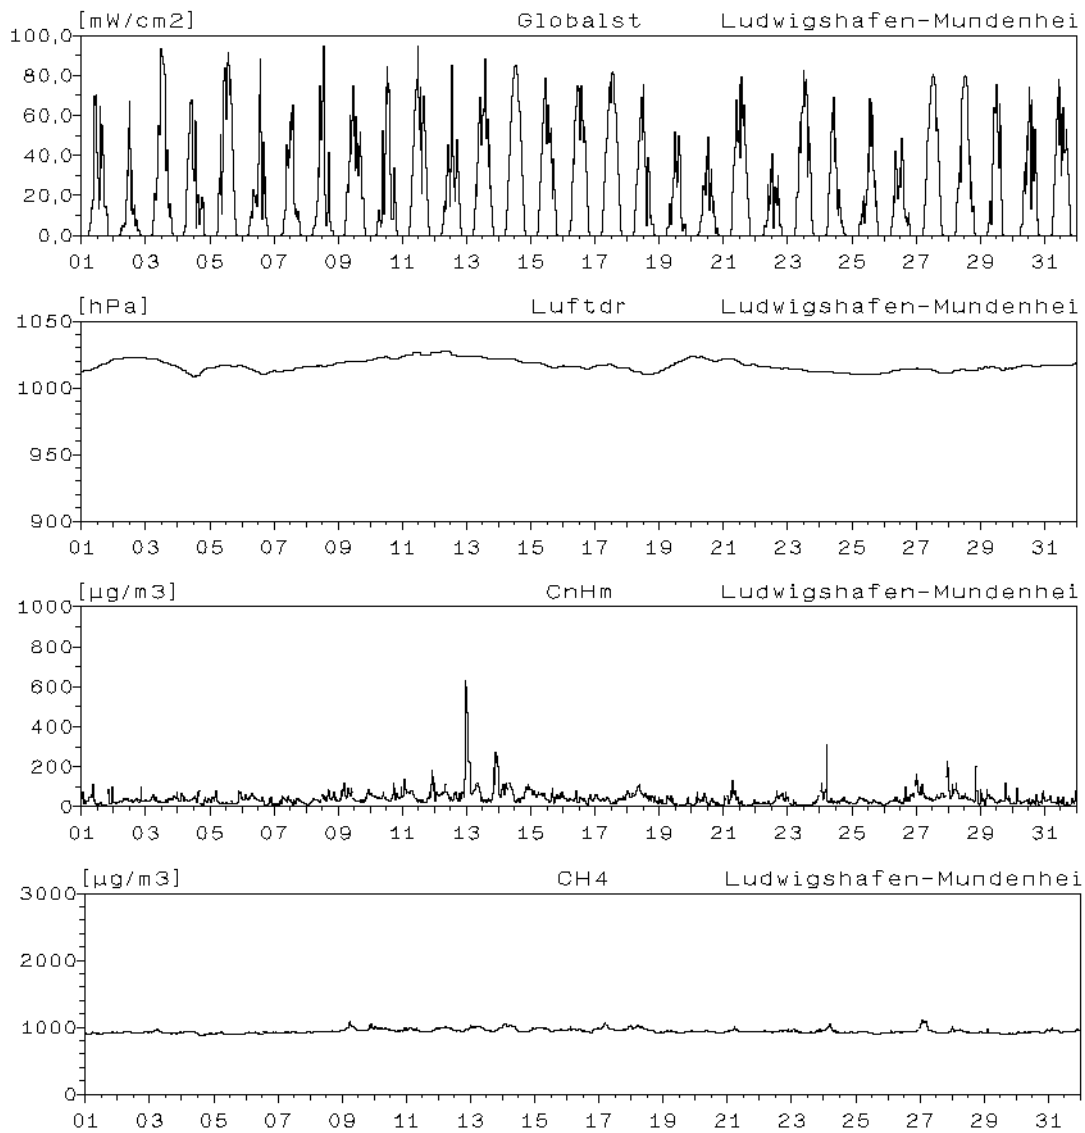 [mW/cm2] Globalst Ludwigshafen-Mundenhei
100,0
80,0
60,0
40,0
20,0
0,0
01 03 05 07 09 11 13 15 17 19 21 23 25 27 29 31
[hPa] Luftdr Ludwigshafen-Mundenhei
1050
1000
950
900
01 03 05 07 09 11 13 15 17 19 21 23 25 27 29 31
[µg/m3] CnHm Ludwigshafen-Mundenhei
1000
800
600
400
200
0
01 03 05 07 09 11 13 15 17 19 21 23 25 27 29 31
[µg/m3] CH4 Ludwigshafen-Mundenhei
3000
2000
1000
0
01 03 05 07 09 11 13 15 17 19 21 23 25 27 29 31